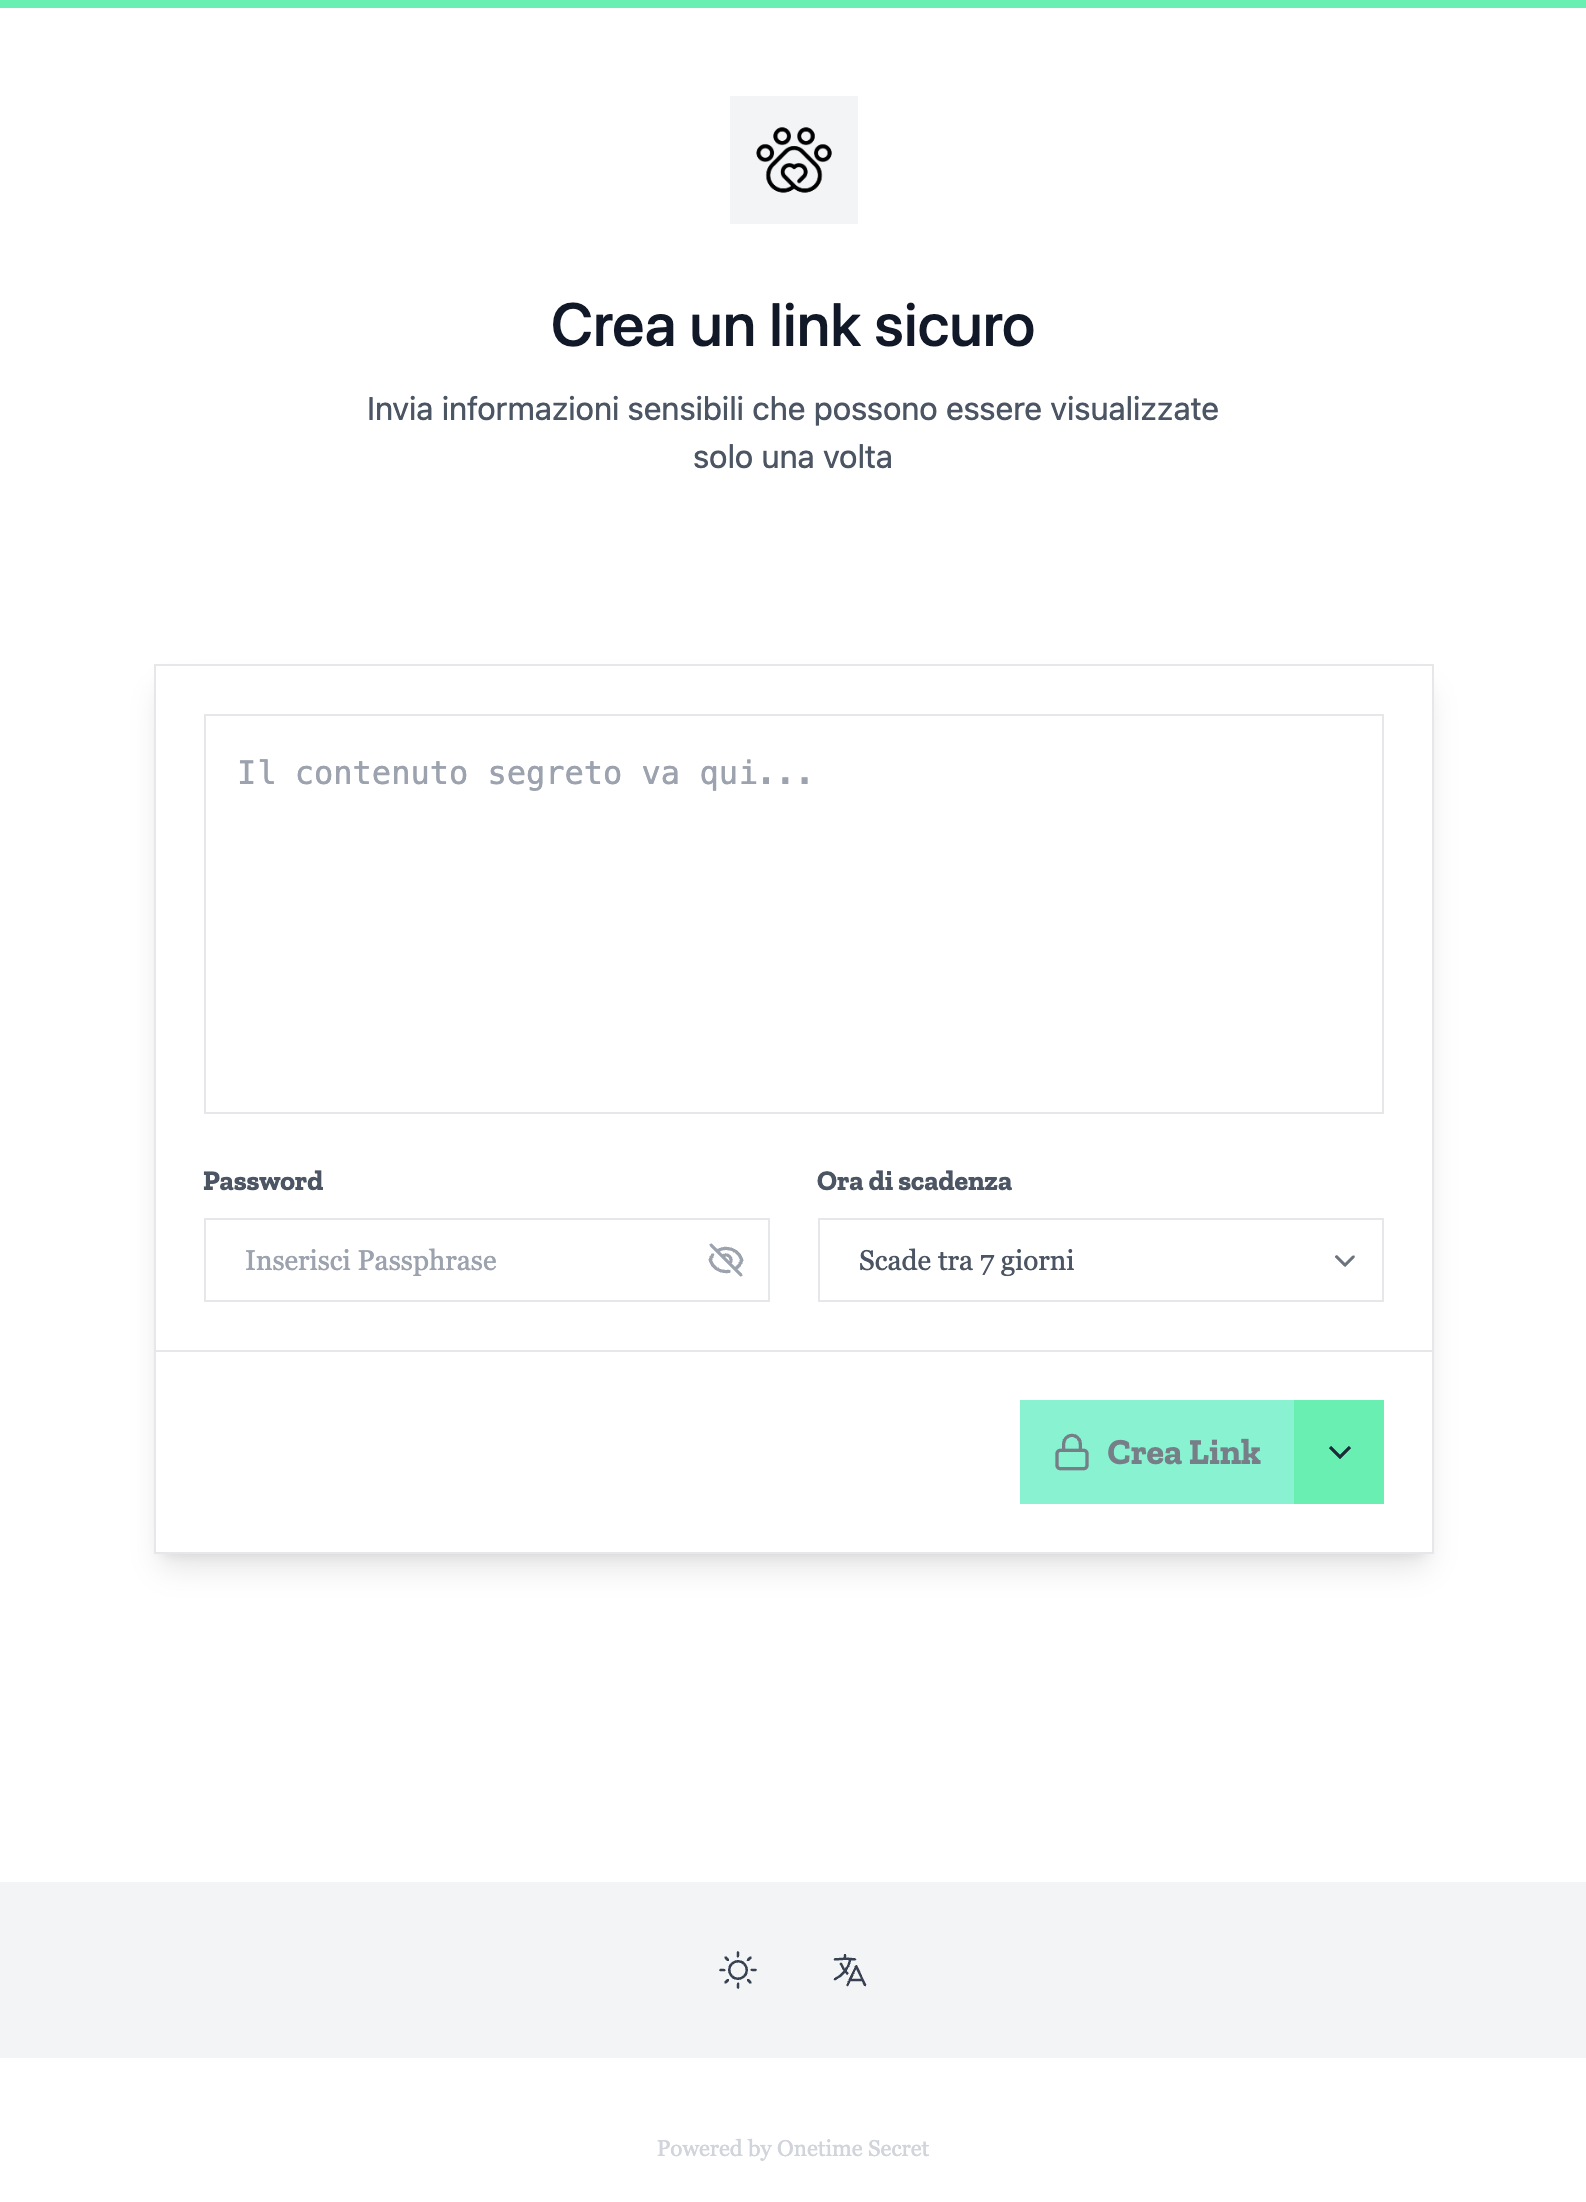 Crea un link sicuro
Invia informazioni sensibili che possono essere visualizzate
solo una volta
Il contenuto segreto va qui...
Password
Ora di scadenza
Inserisci Passphrase
Scade tra 7 giorni
Crea Link
Powered by Onetime Secret